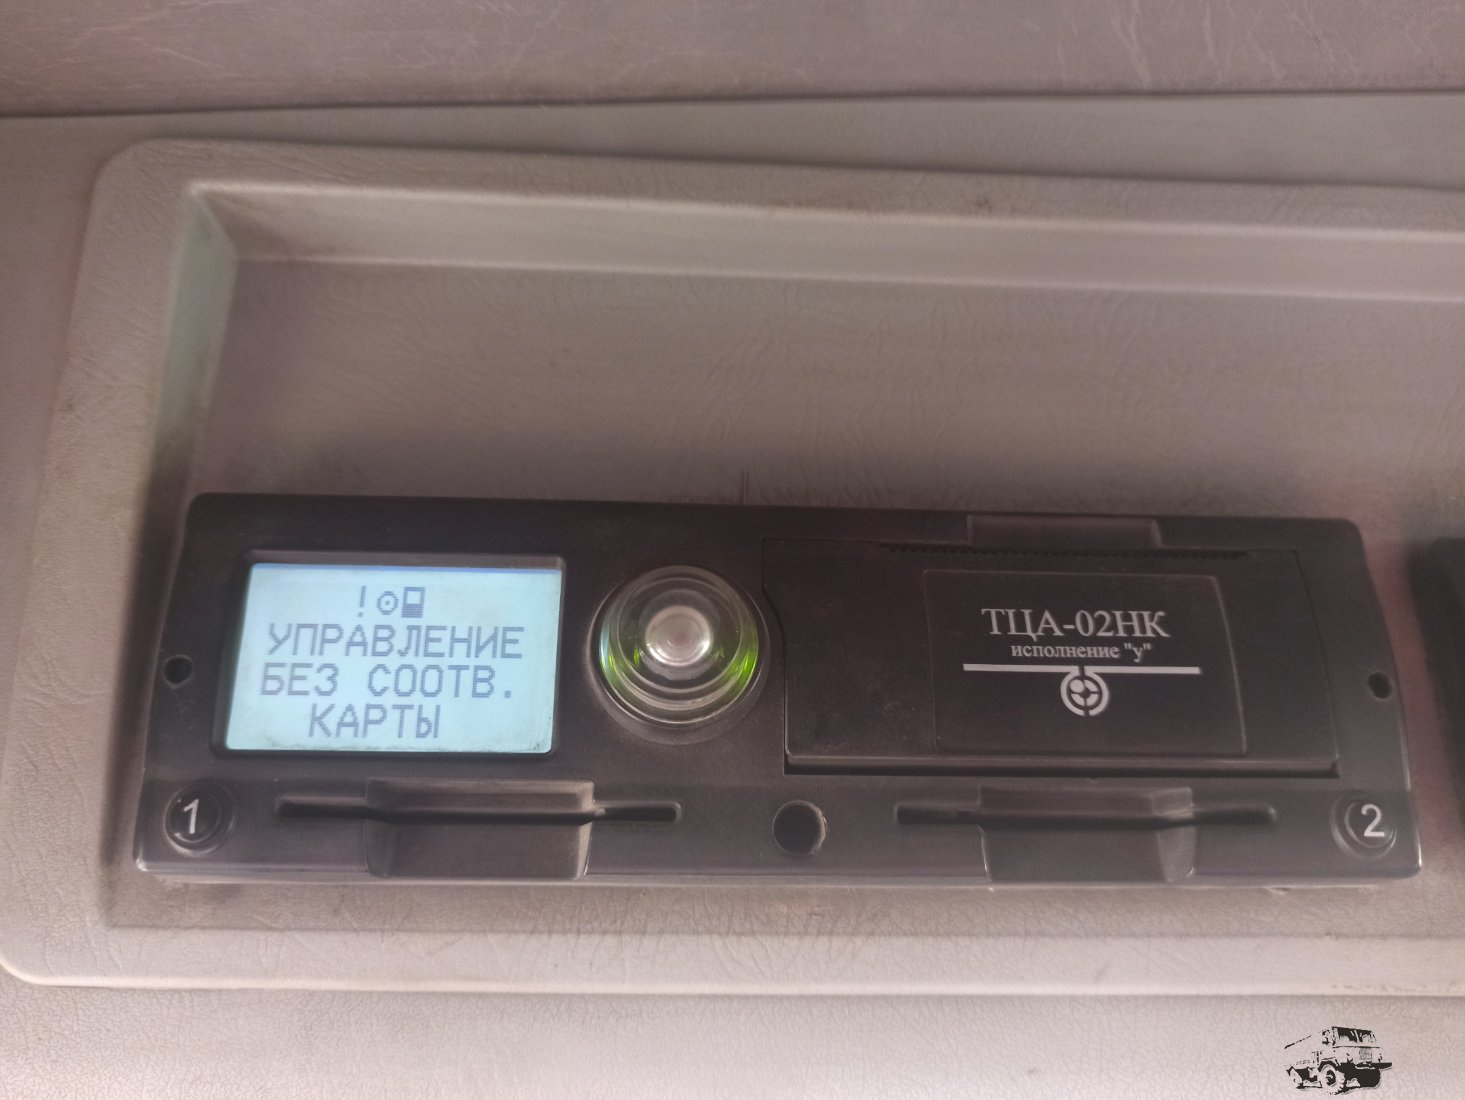 !
УПРАВЛЕНИЕ
БЕЗ СООТВ.
КАРТЫ
ТЦА-02НК
исполнение "у"
1
2